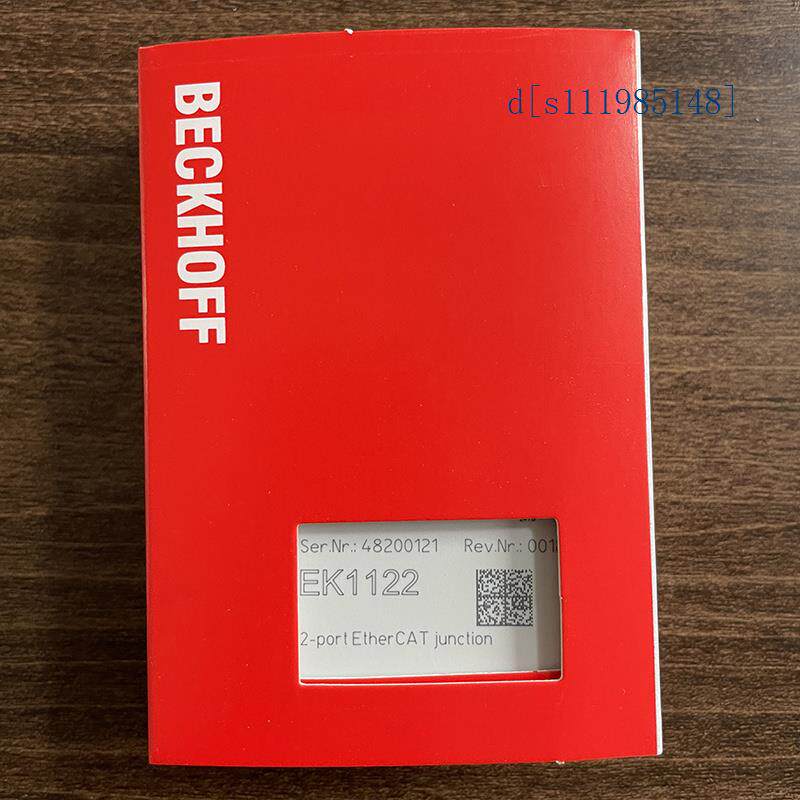 BECKHOFF
d[s111985148]
Ser.Nr.: 48200121 Rev.Nr.: 001
EK1122
2-port EtherCAT junction